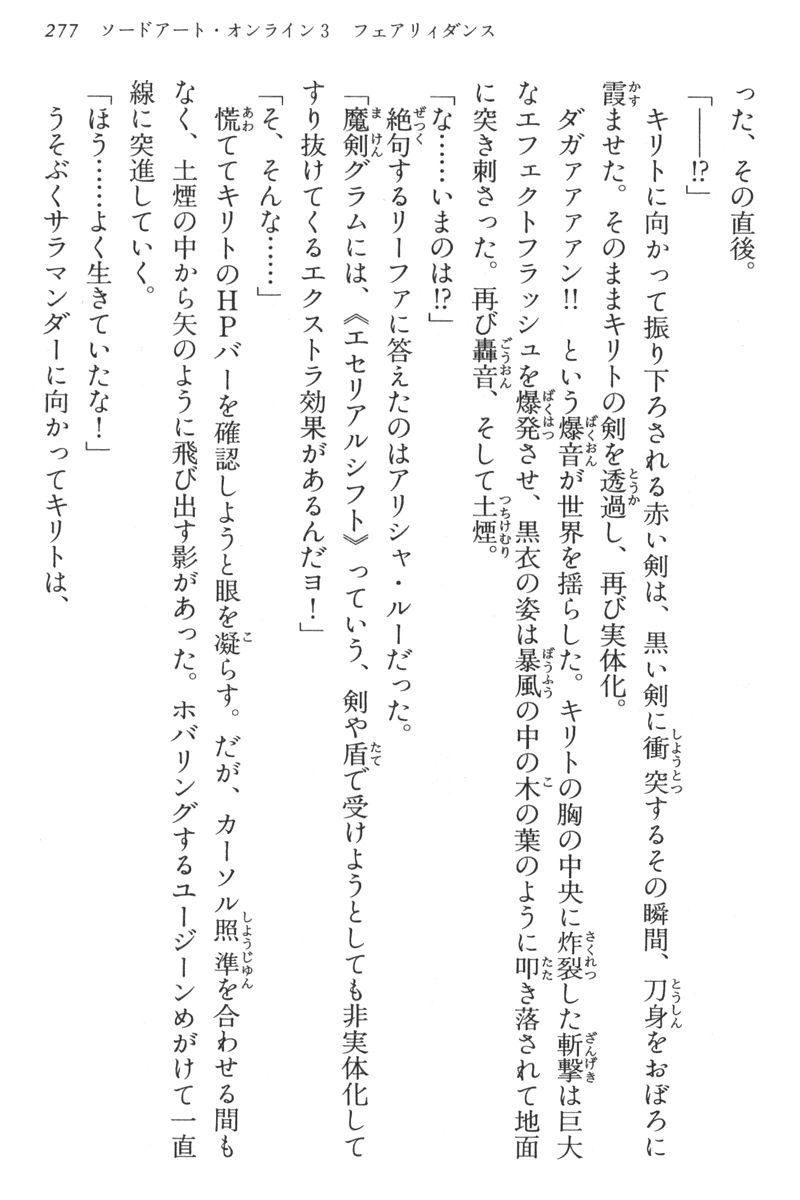 277 ソードアート・オンライン3 フェアリィダンス
った、その直後。
「――!?」
キリトに向かって振り下ろされる赤い剣は、黒い剣に衝突するその瞬間、刀身をおぼろに
霞ませた。そのままキリトの剣を透過し、再び実体化。
ダガァァァァン!! という爆音が世界を揺らした。キリトの胸の中央に炸裂した斬撃は巨大
なエフェクトフラッシュを爆発させ、黒衣の姿は暴風の中の木の葉のように叩き落されて地面
に突き刺さった。再び轟音、そして土煙。
「な……いまのは!?」
絶句するリーファに答えたのはアリシャ・ルーだった。
「魔剣グラムには、《エセリアルシフト》っていう、剣や盾で受けようとしても非実体化して
すり抜けてくるエクストラ効果があるんだヨ！」
「そ、そんな……」
慌ててキリトのHPバーを確認しようと眼を凝らす。だが、カーソル照準を合わせる間も
なく、土煙の中から矢のように飛び出す影があった。ホバリングするユージーンめがけて一直
線に突進していく。
「ほう……よく生きていたな！」
うそぶくサラマンダーに向かってキリトは、